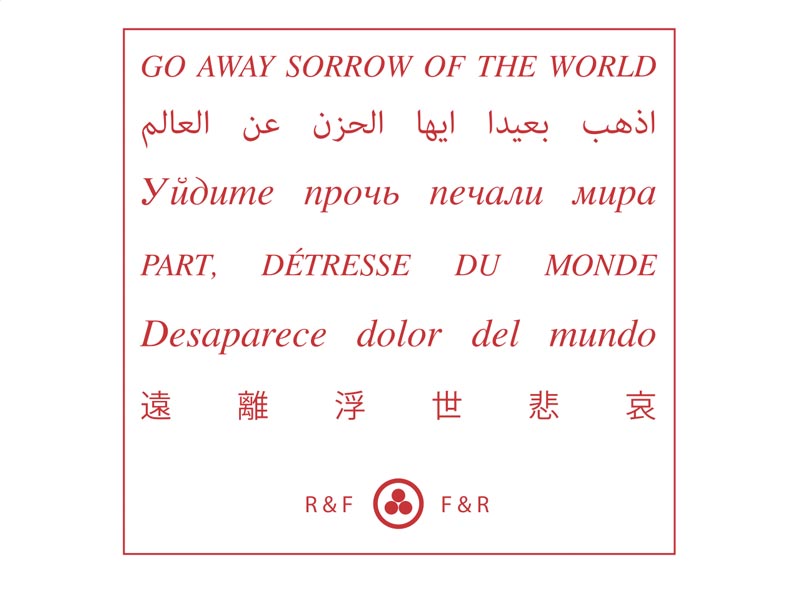 GO AWAY SORROW OF THE WORLD
اذهب بعيدا ايها الحزن عن العالم
Уйдите прочь печали мира
PART, DÉTRESSE DU MONDE
Desaparece dolor del mundo
遠離浮世悲哀
R & F F & R